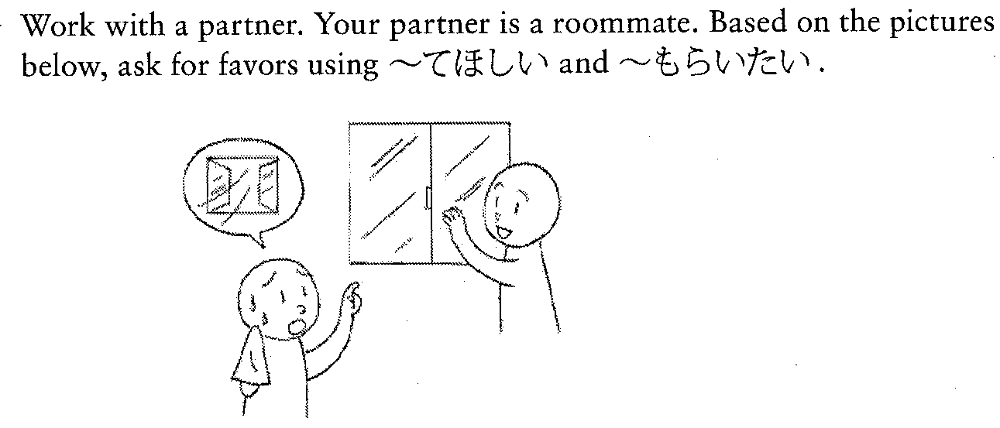 Work with a partner. Your partner is a roommate. Based on the pictures
below, ask for favors using ～てほしい and ～もらいたい.